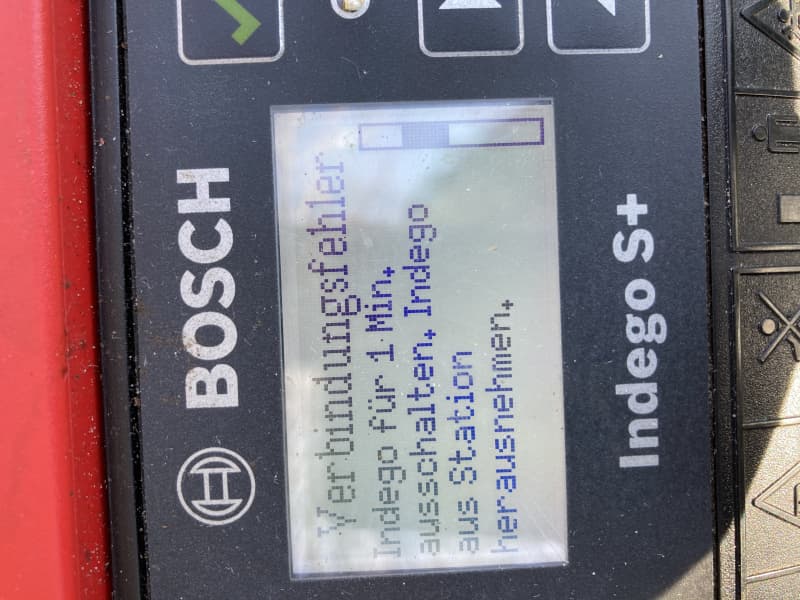 BOSCH
Verbindungsfehler
Indego für 1 Min.
ausschalten. Indego
aus Station
herausnehmen.
Indego S+